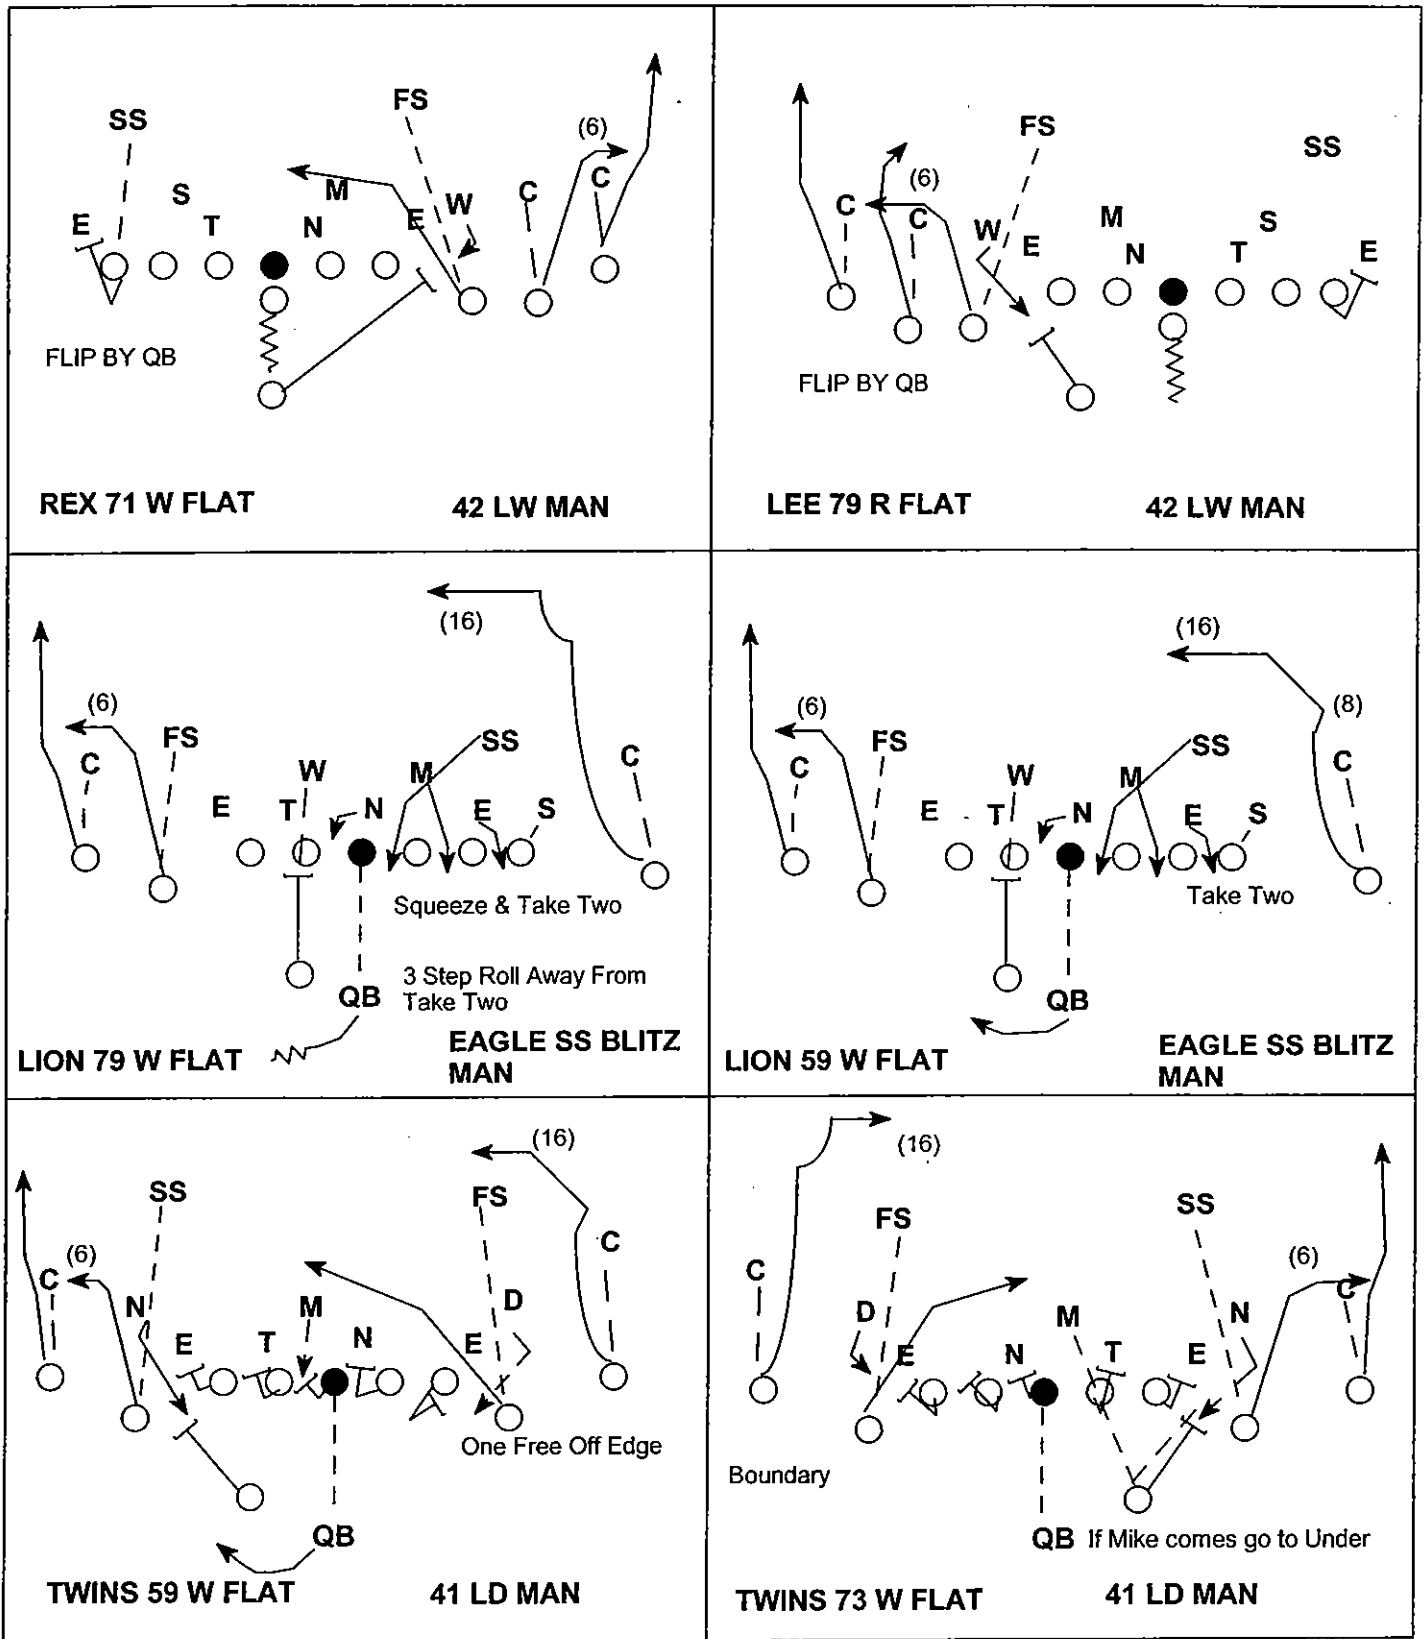 FS
SS
(6)
C
C
M
W
S
E
T
N
E
FLIP BY QB
REX 71 W FLAT 42 LW MAN
FS
SS
(6)
C
C
M
S
W
E
N
T
E
FLIP BY QB
LEE 79 R FLAT 42 LW MAN
(16)
(6)
FS
SS
C
C
W
M
E
T
N
E
S
Squeeze & Take Two
3 Step Roll Away From
QB
Take Two
LION 79 W FLAT
EAGLE SS BLITZ
MAN
(16)
(6)
(8)
FS
SS
C
C
W
M
E
T
N
E
S
Take Two
QB
LION 59 W FLAT
EAGLE SS BLITZ
MAN
(16)
SS
FS
(6)
C
C
N
M
D
E
T
N
E
One Free Off Edge
QB
TWINS 59 W FLAT 41 LD MAN
(16)
FS
SS
(6)
C
C
D
M
N
E
N
T
E
Boundary
QB If Mike comes go to Under
TWINS 73 W FLAT 41 LD MAN